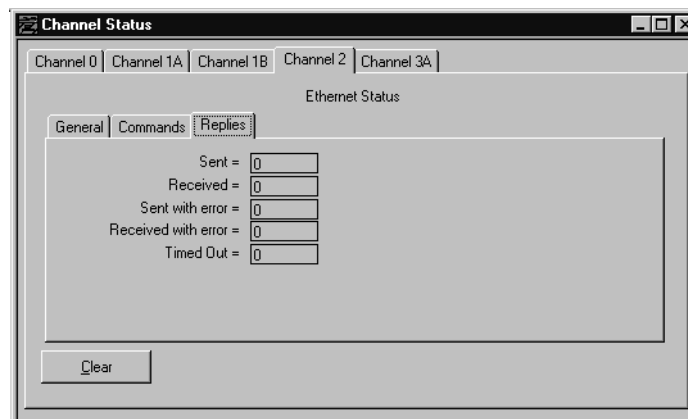 Channel Status
Channel 0 Channel 1A Channel 1B Channel 2 Channel 3A
Ethernet Status
General Commands Replies
Sent = 0
Received = 0
Sent with error = 0
Received with error = 0
Timed Out = 0
Clear